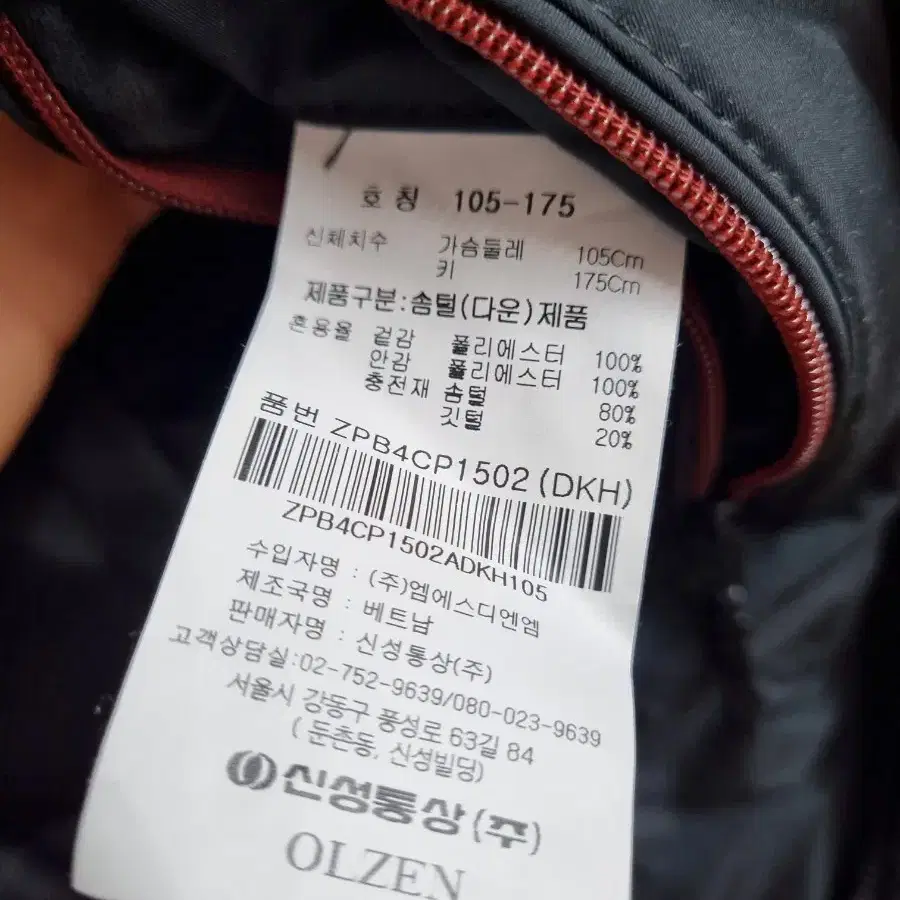 호 칭 105-175
신체치수 가슴둘레 105Cm
키 175Cm
제품구분:솜털(다운)제품
혼용율 겉감 폴리에스터 100%
안감 폴리에스터 100%
충전재 솜털 80%
깃털 20%
품번 ZPB4CP1502(DKH)
ZPB4CP1502ADKH105
수입자명 : (주)엠에스디엔엠
제조국명 : 베트남
판매자명 : 신성통상(주)
고객상담실:02-752-9639/080-023-9639
서울시 강동구 풍성로 63길 84
( 둔촌동, 신성빌딩)
신성통상(주)
OLZEN